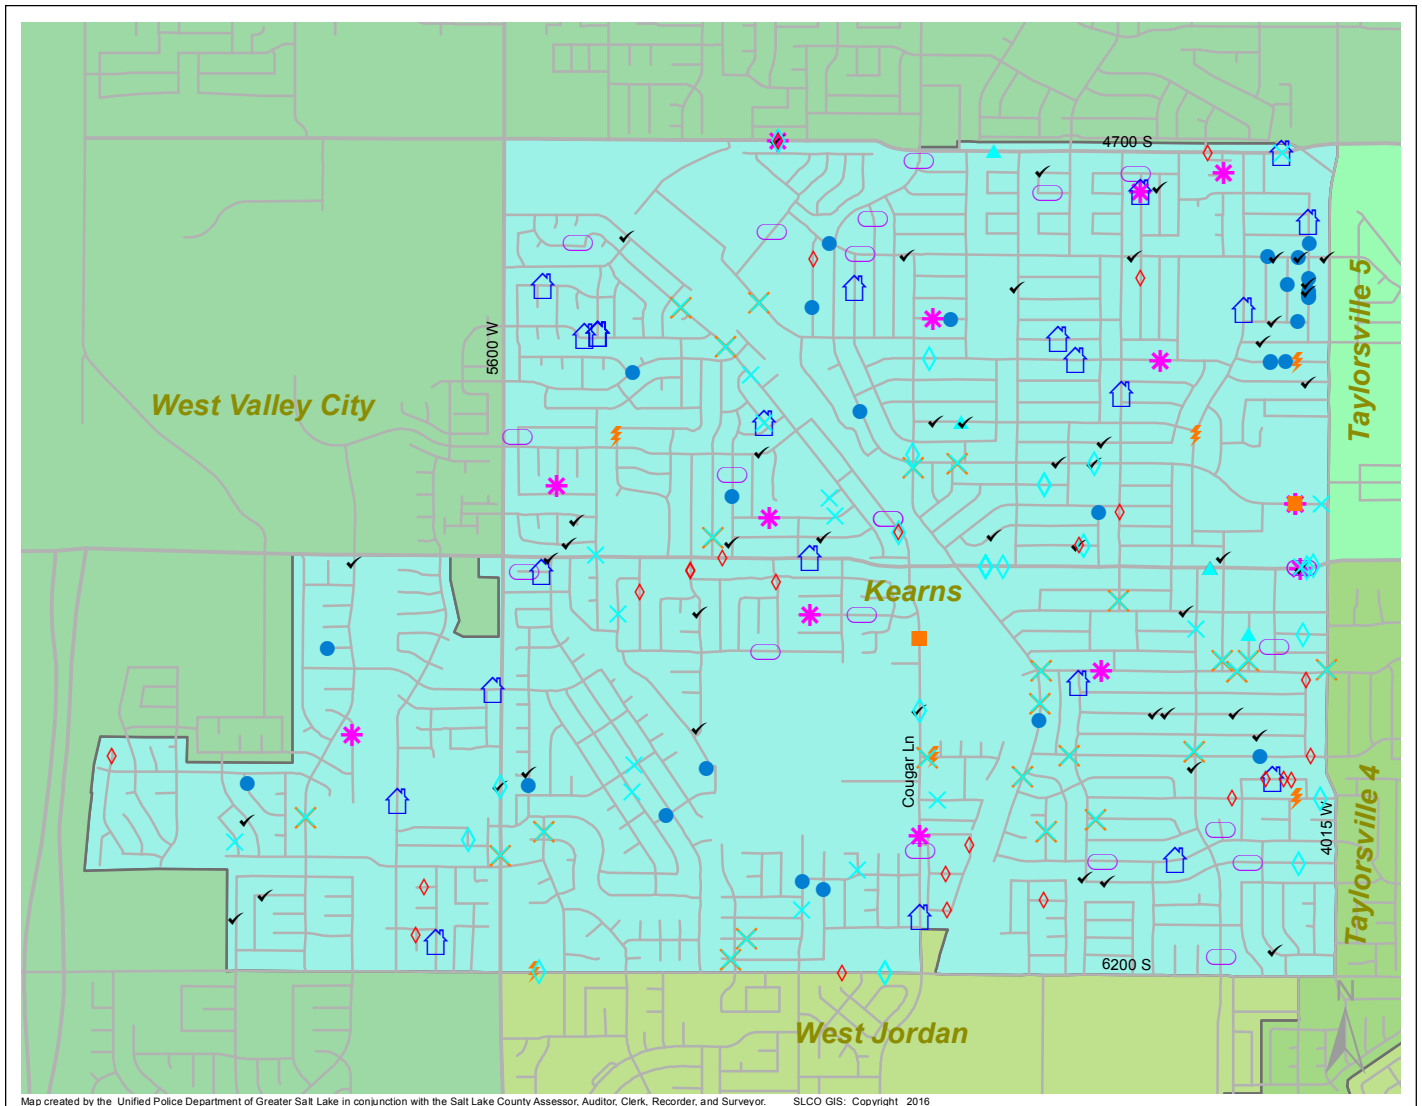 4700 S
Taylorsville 5
5600 W
West Valley City
Kearns
Cougar Ln
4015 W
Taylorsville 4
6200 S
N
West Jordan
Map created by the Unified Police Department of Greater Salt Lake in conjunction with the Salt Lake County Assessor, Auditor, Clerk, Recorder, and Surveyor. SLCO GIS: Copyright 2016